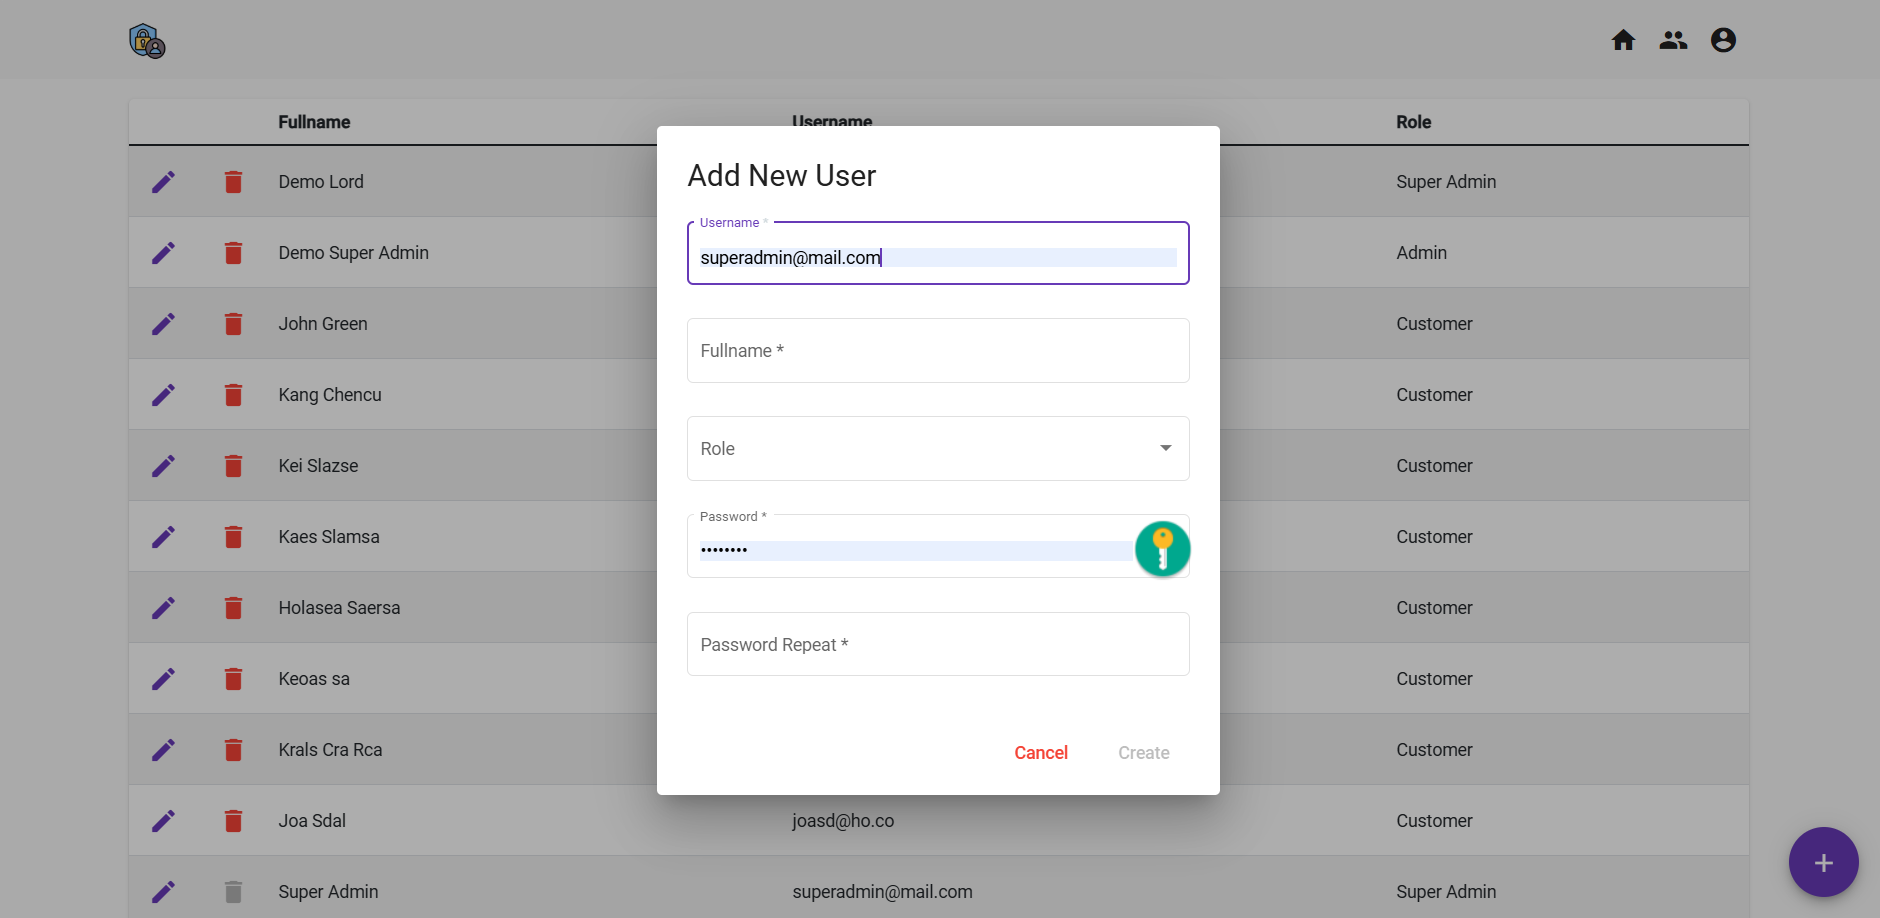 Fullname Username Role
Demo Lord Super Admin
Demo Super Admin Admin
John Green Customer
Kang Chencu Customer
Kei Slazse Customer
Kaes Slamsa Customer
Holasea Saersa Customer
Keoas sa Customer
Krals Cra Rca Customer
Joa Sdal joasd@ho.co Customer
Super Admin superadmin@mail.com Super Admin
Add New User
Username *
superadmin@mail.com
Fullname *
Role
Password *
••••••••
Password Repeat *
Cancel Create